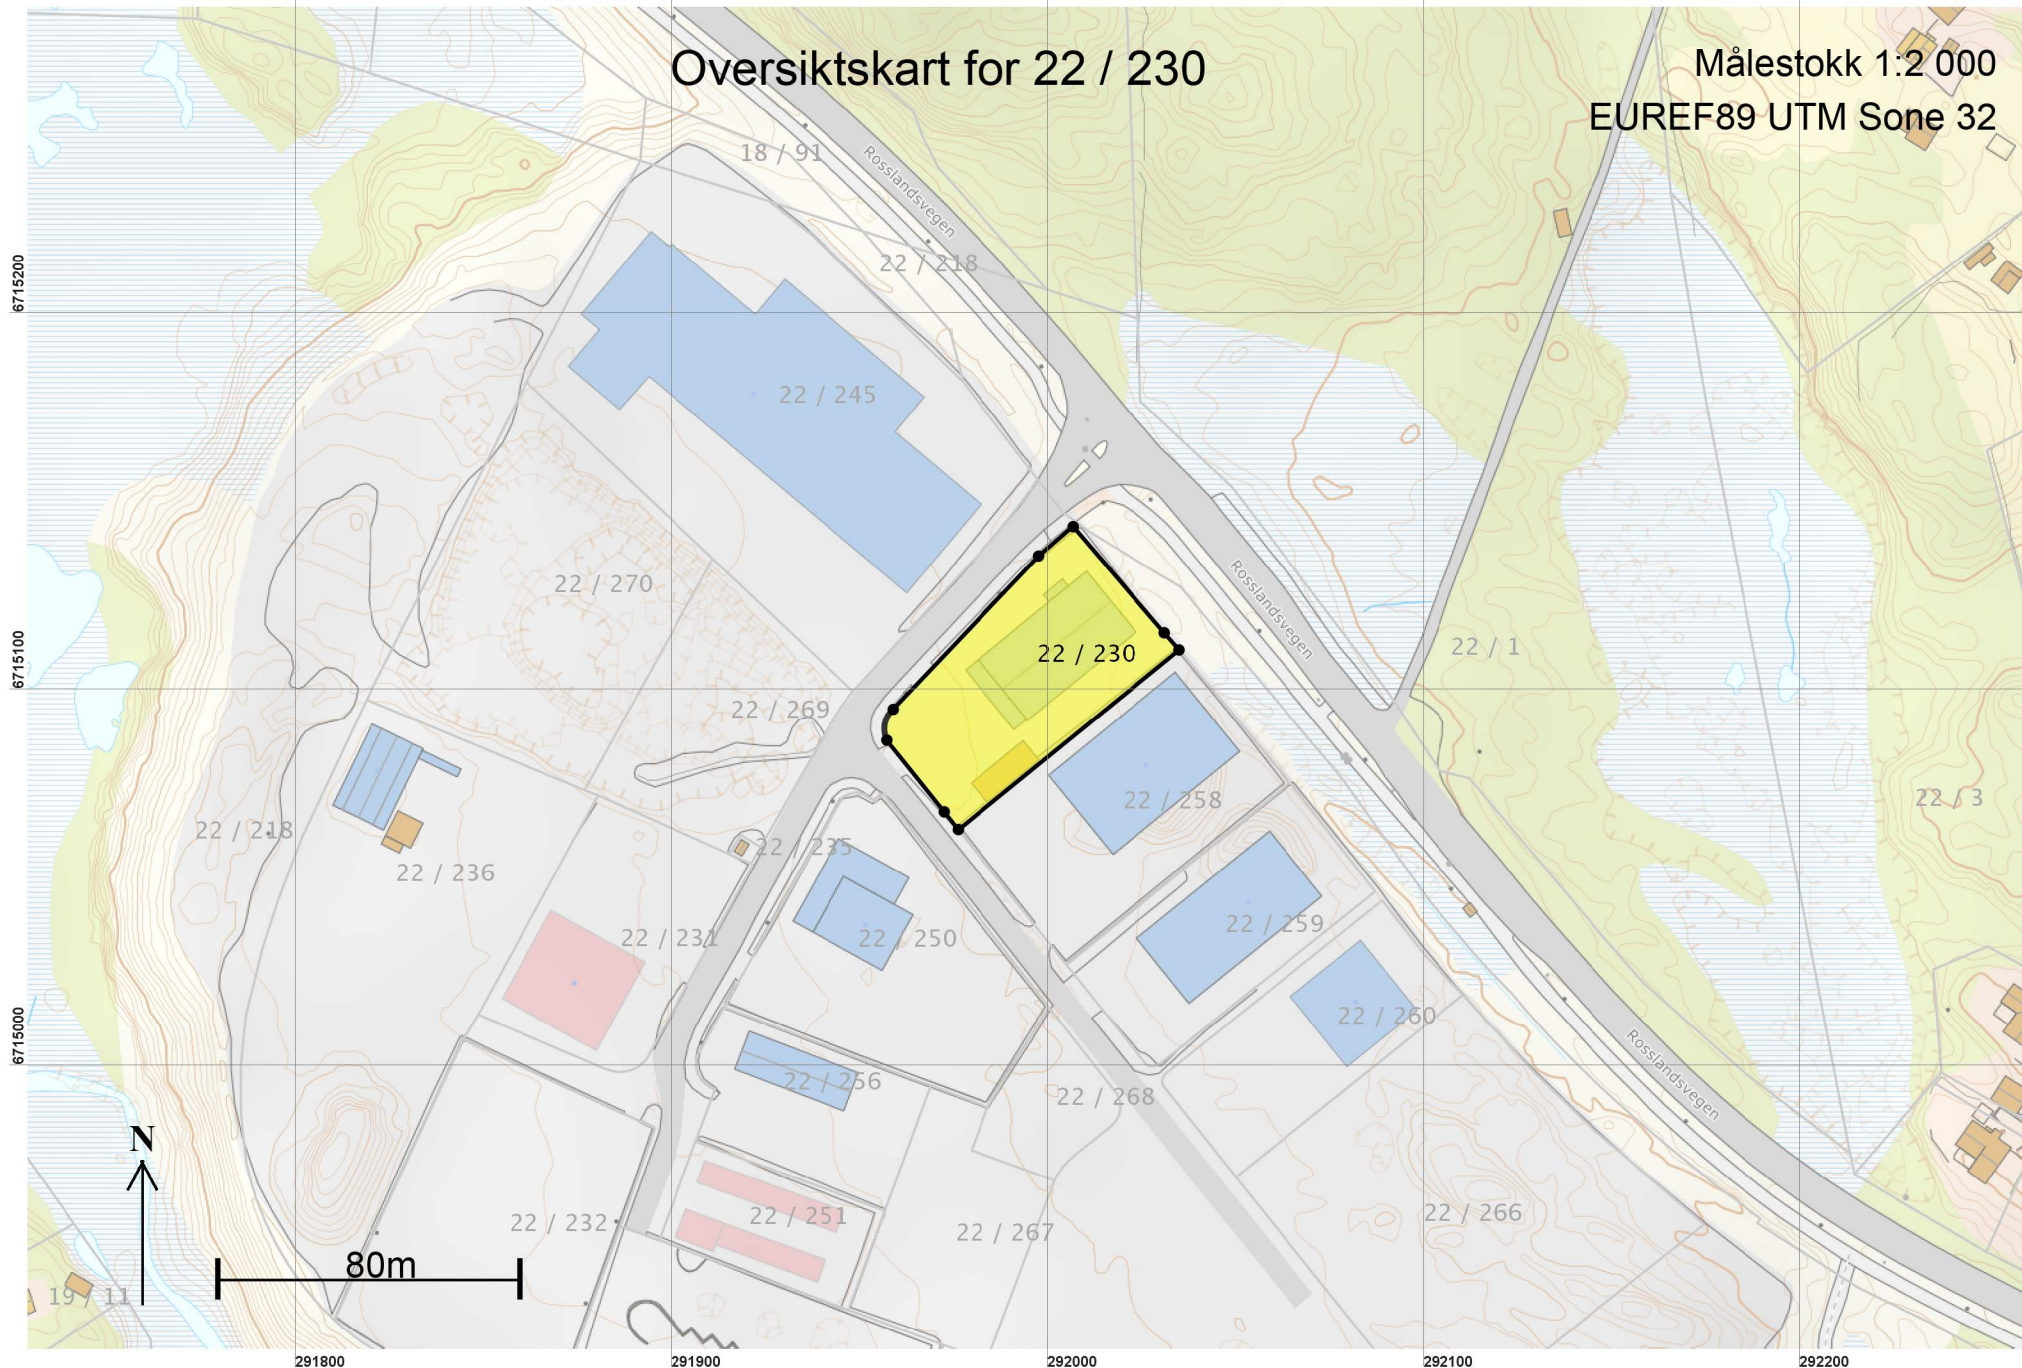 Oversiktskart for 22 / 230
Målestokk 1:2 000
EUREF89 UTM Sone 32
18 / 91
Rosslandsvegen
22 / 218
6715200
22 / 245
22 / 270
Rosslandsvegen
22 / 1
22 / 230
6715100
22 / 269
22 / 258
22 / 3
22 / 218
22 / 235
22 / 236
22 / 259
22 / 231
22 / 250
22 / 260
6715000
22 / 256
22 / 268
Rosslandsvegen
N
22 / 232
22 / 251
22 / 267
22 / 266
80m
19 / 11
291800
291900
292000
292100
292200